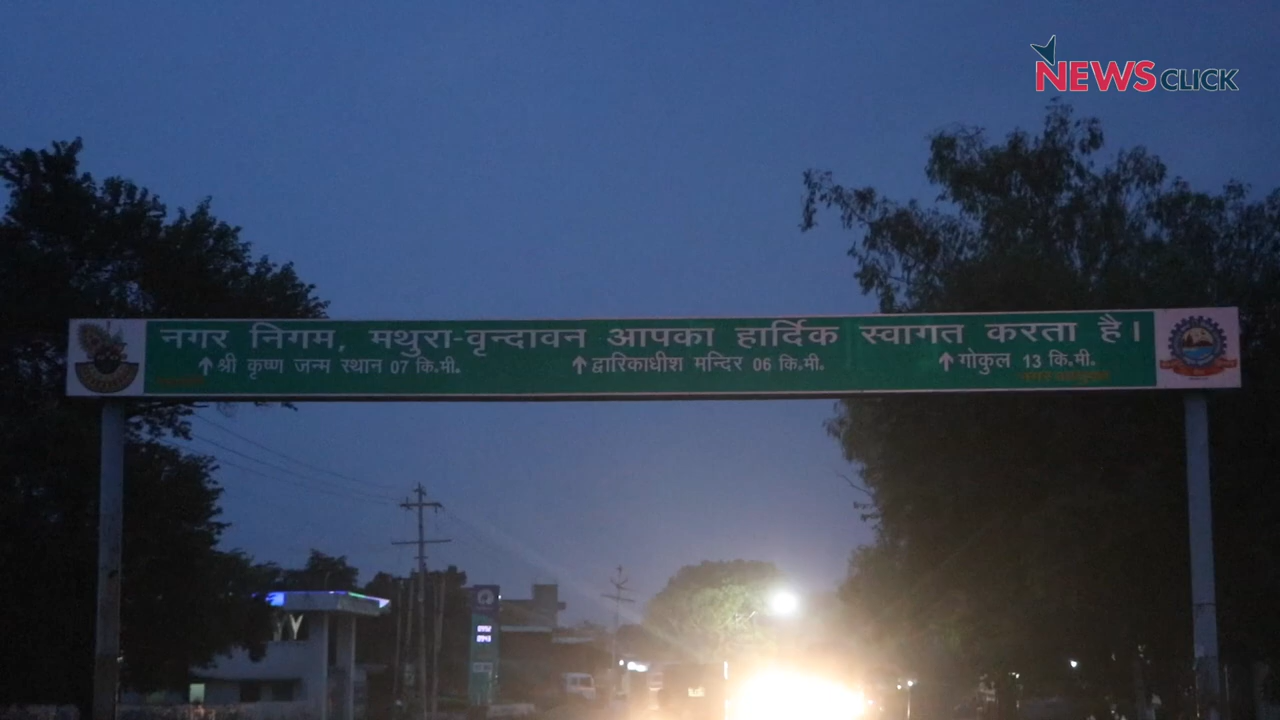 NEWSCLICK
नगर निगम, मथुरा-वृन्दावन आपका हार्दिक स्वागत करता है।
↑श्री कृष्ण जन्म स्थान 07 कि.मी. ↑द्वारिकाधीश मन्दिर 06 कि.मी. ↑गोकुल 13 कि.मी.